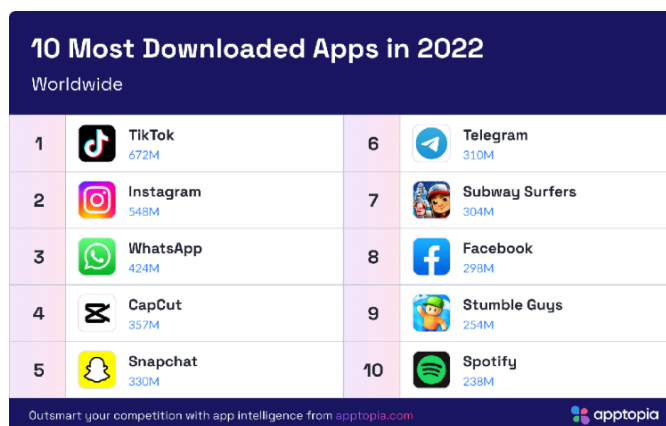 10 Most Downloaded Apps in 2022
Worldwide
1
TikTok
672M
2
Instagram
548M
3
WhatsApp
424M
4
CapCut
357M
5
Snapchat
330M
6
Telegram
310M
7
Subway Surfers
304M
8
Facebook
298M
9
Stumble Guys
254M
10
Spotify
238M
Outsmart your competition with app intelligence from apptopia.com
apptopia